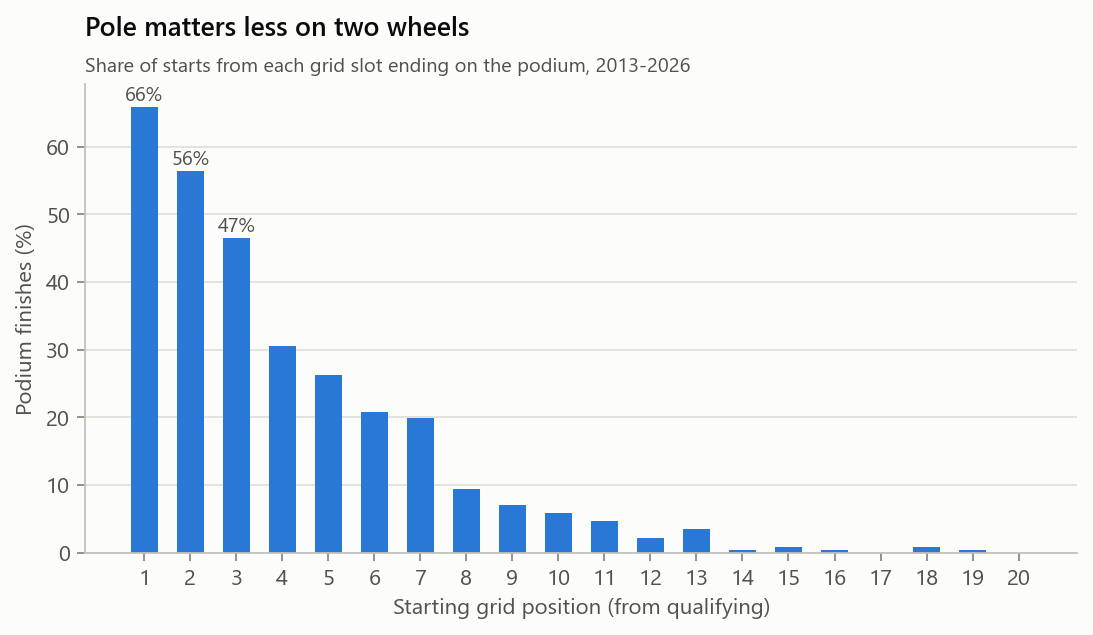 Pole matters less on two wheels
Share of starts from each grid slot ending on the podium, 2013-2026
66%
56%
47%
60
50
40
30
20
10
0
Podium finishes (%)
1 2 3 4 5 6 7 8 9 10 11 12 13 14 15 16 17 18 19 20
Starting grid position (from qualifying)